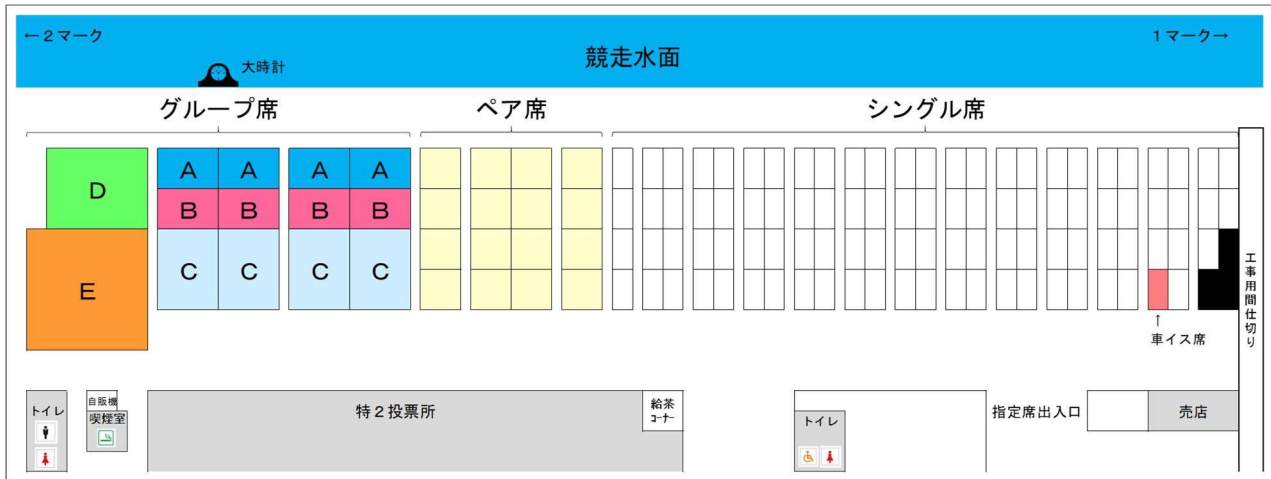 ←２マーク
１マーク→
競走水面
大時計
グループ席
ペア席
シングル席
A A A A
D
B B B B
C C C C
E
工事用間仕切り
↑
車イス席
トイレ
自販機
喫煙室
特２投票所
給茶
ｺｰﾅｰ
トイレ
指定席出入口
売店